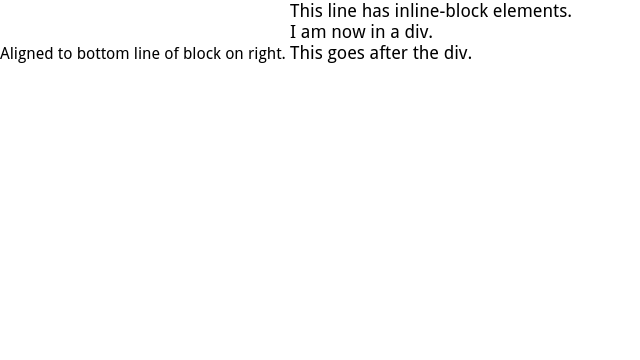 This line has inline-block elements.
I am now in a div.
Aligned to bottom line of block on right. This goes after the div.